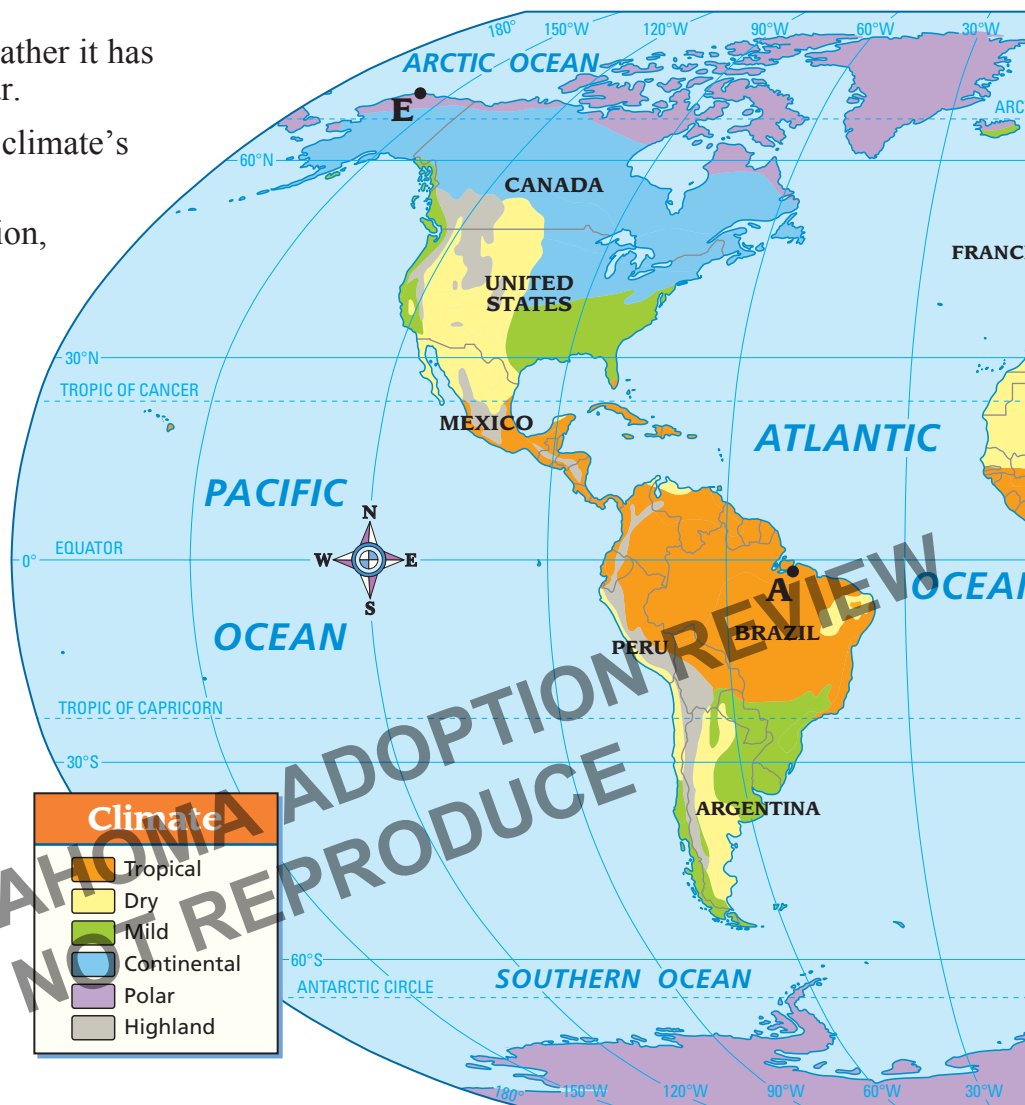 ather it has
r.
climate's
ion,
180° 150°W 120°W 90°W 60°W 30°W
ARCTIC OCEAN
E
ARC
60°N
CANADA
FRANC
UNITED
STATES
30°N
TROPIC OF CANCER
MEXICO
ATLANTIC
PACIFIC
N
W E
S
EQUATOR
0°
A
OCEAN
BRAZIL
OCEAN
PERU
TROPIC OF CAPRICORN
30°S
ARGENTINA
AHOMA ADOPTION REVIEW
NOT REPRODUCE
Climate
Tropical
Dry
Mild
Continental
Polar
Highland
60°S
SOUTHERN OCEAN
ANTARCTIC CIRCLE
180° 150°W 120°W 90°W 60°W 30°W